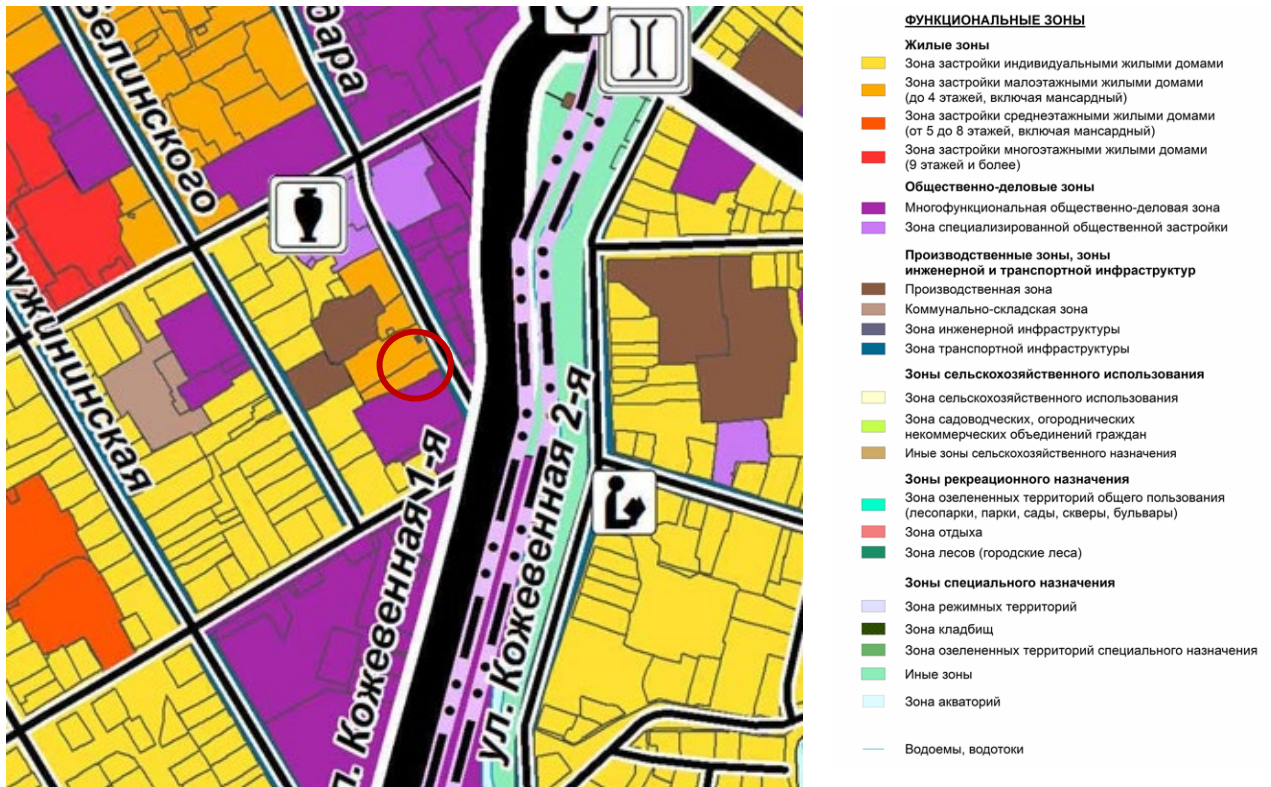 Белинского
дара
ужининская
л. Кожевенная 1-я
ул. Кожевенная 2-я
ФУНКЦИОНАЛЬНЫЕ ЗОНЫ
Жилые зоны
Зона застройки индивидуальными жилыми домами
Зона застройки малоэтажными жилыми домами
(до 4 этажей, включая мансардный)
Зона застройки среднеэтажными жилыми домами
(от 5 до 8 этажей, включая мансардный)
Зона застройки многоэтажными жилыми домами
(9 этажей и более)
Общественно-деловые зоны
Многофункциональная общественно-деловая зона
Зона специализированной общественной застройки
Производственные зоны, зоны
инженерной и транспортной инфраструктур
Производственная зона
Коммунально-складская зона
Зона инженерной инфраструктуры
Зона транспортной инфраструктуры
Зоны сельскохозяйственного использования
Зона сельскохозяйственного использования
Зона садоводческих, огороднических
некоммерческих объединений граждан
Иные зоны сельскохозяйственного назначения
Зоны рекреационного назначения
Зона озелененных территорий общего пользования
(лесопарки, парки, сады, скверы, бульвары)
Зона отдыха
Зона лесов (городские леса)
Зоны специального назначения
Зона режимных территорий
Зона кладбищ
Зона озелененных территорий специального назначения
Иные зоны
Зона акваторий
Водоемы, водотоки